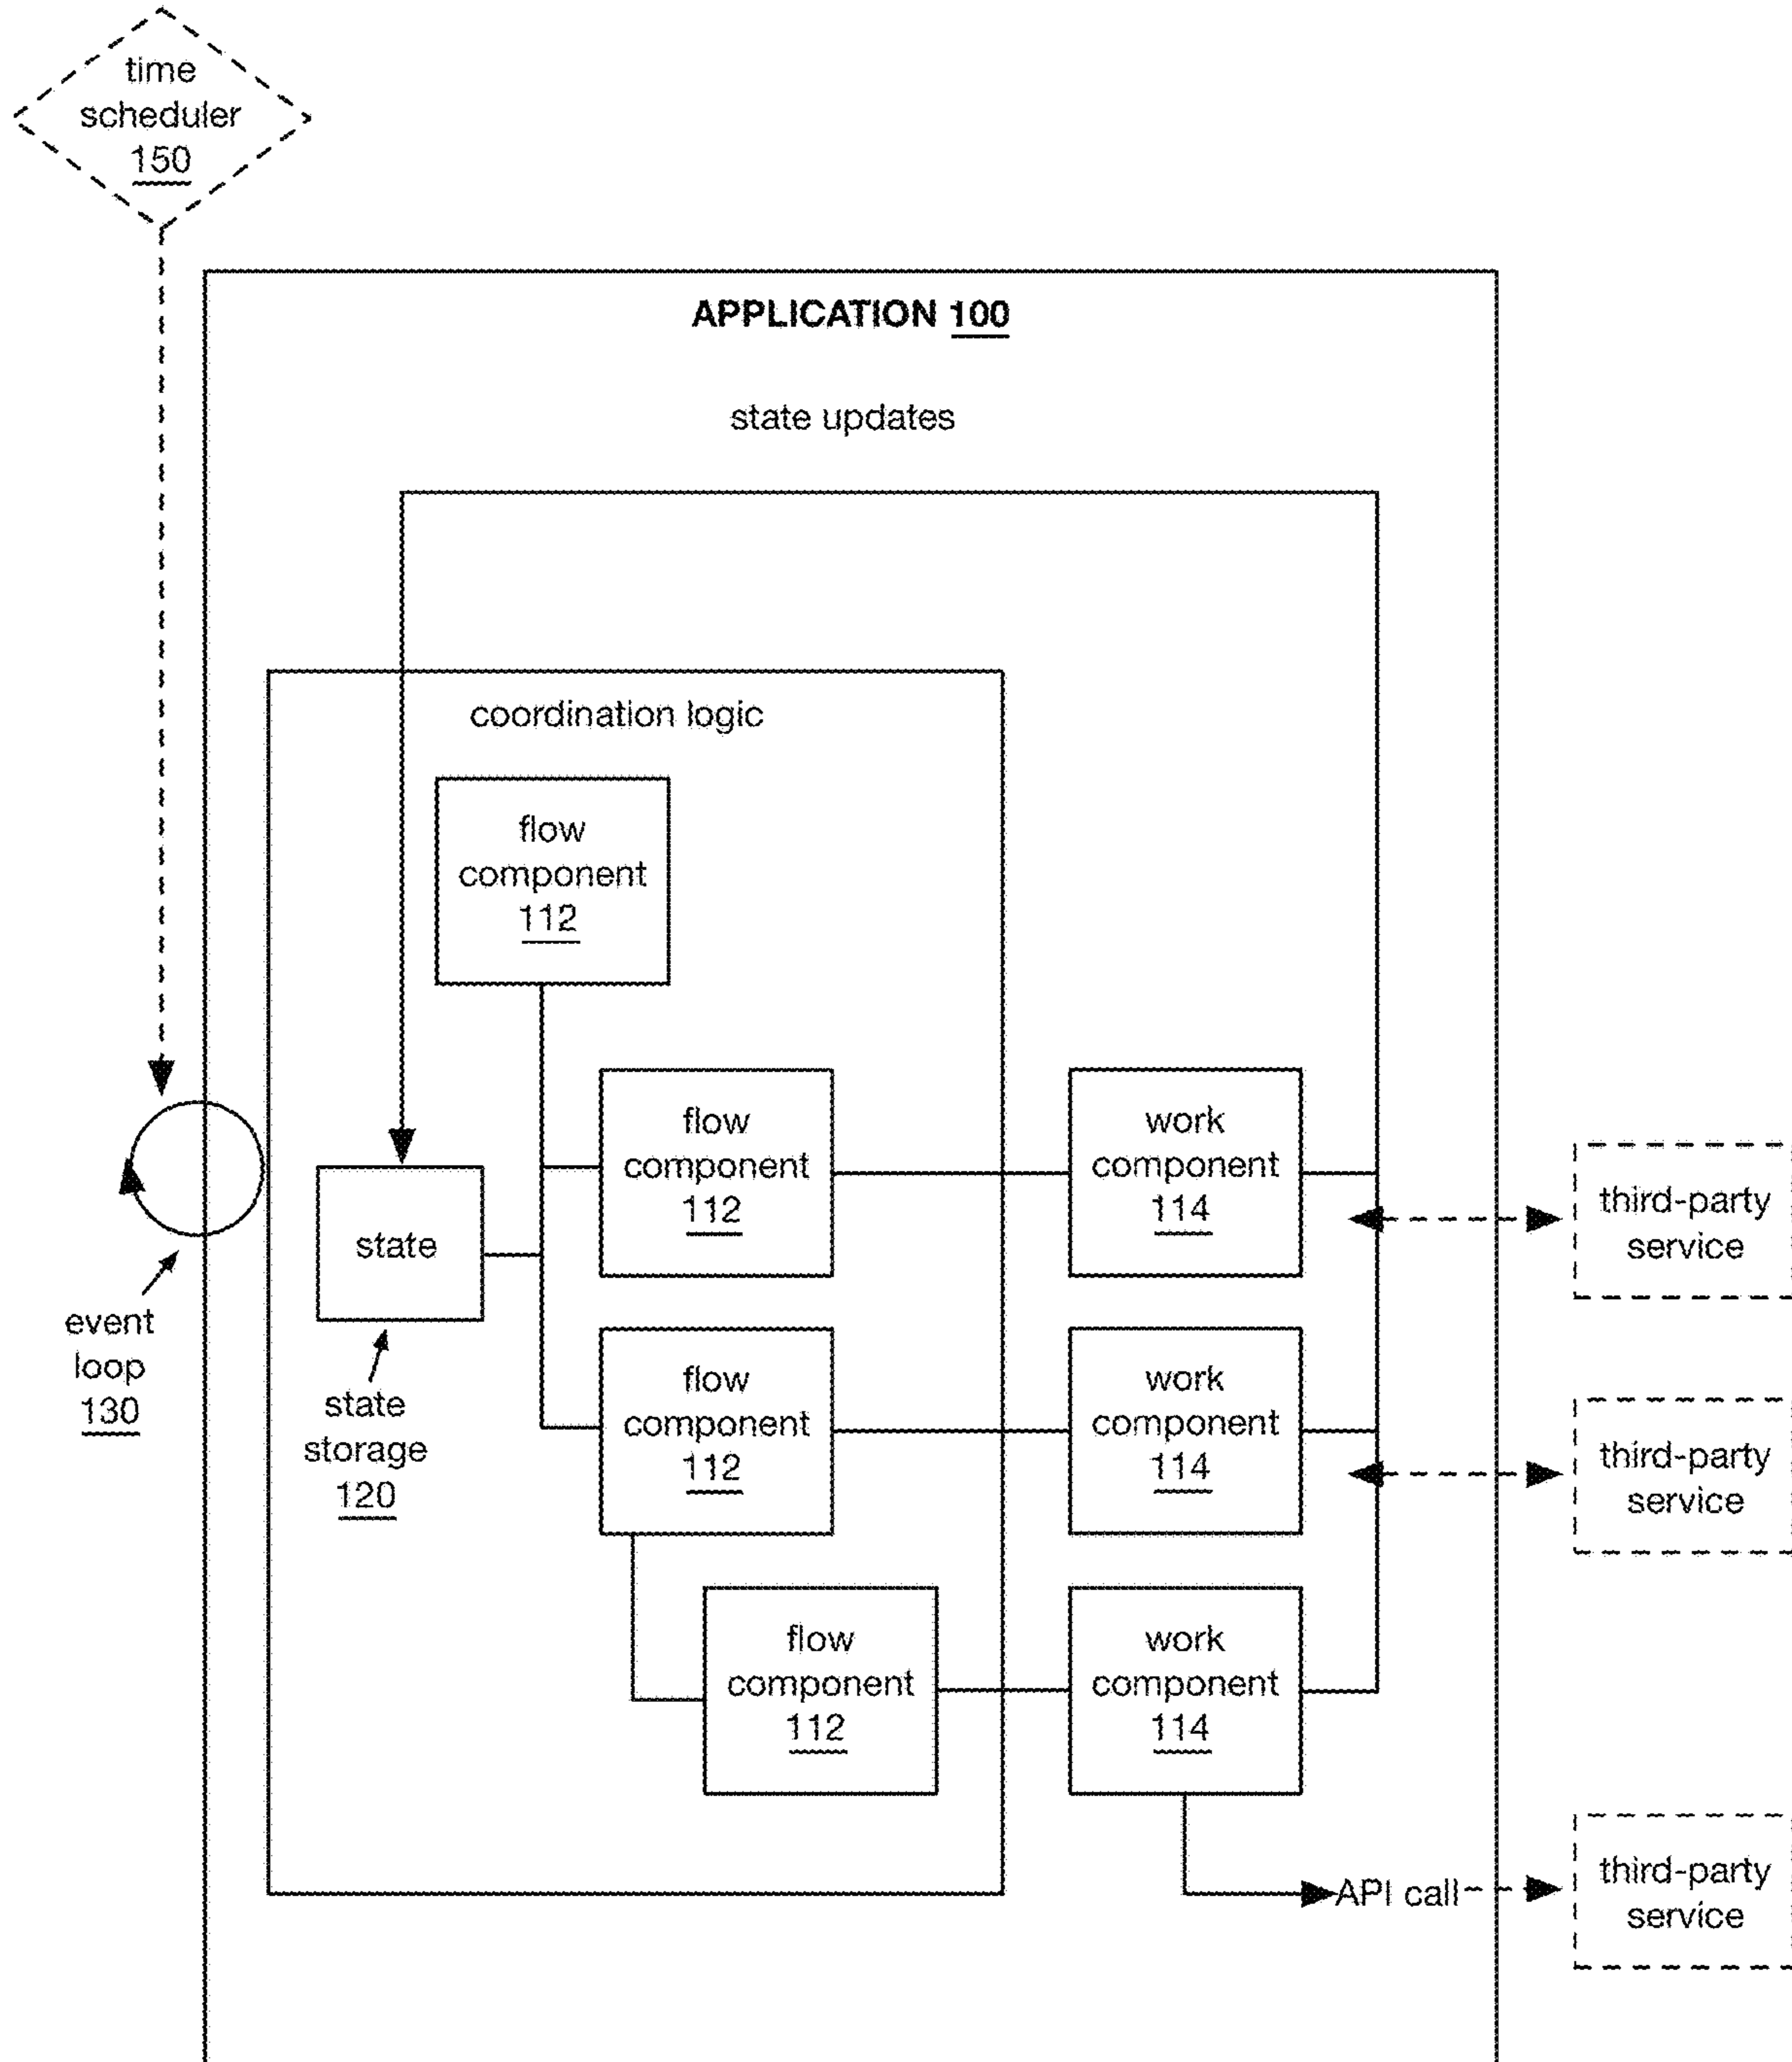 time
scheduler
150
APPLICATION 100
state updates
coordination logic
flow
component
112
flow
component
112
work
component
114
third-party
service
state
event
loop
130
state
storage
120
flow
component
112
work
component
114
third-party
service
flow
component
112
work
component
114
API call
third-party
service